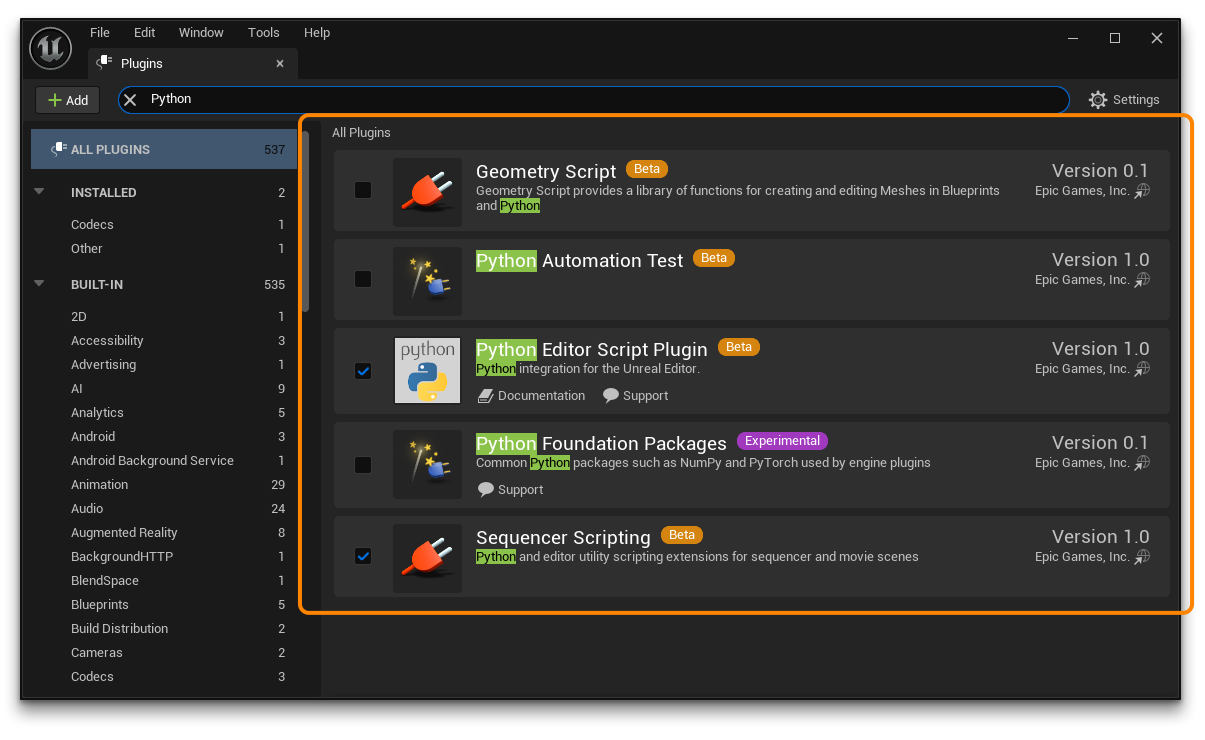 File Edit Window Tools Help
Plugins
Add
Python
Settings
ALL PLUGINS 537
INSTALLED 2
Codecs 1
Other 1
BUILT-IN 535
2D 1
Accessibility 3
Advertising 1
AI 9
Analytics 5
Android 3
Android Background Service 1
Animation 29
Audio 24
Augmented Reality 8
BackgroundHTTP 1
BlendSpace 1
Blueprints 5
Build Distribution 2
Cameras 2
Codecs 3
All Plugins
Geometry Script Beta Version 0.1
Geometry Script provides a library of functions for creating and editing Meshes in Blueprints Epic Games, Inc.
and Python
Python Automation Test Beta Version 1.0
Epic Games, Inc.
python
Python Editor Script Plugin Beta Version 1.0
Python integration for the Unreal Editor. Epic Games, Inc.
Documentation Support
Python Foundation Packages Experimental Version 0.1
Common Python packages such as NumPy and PyTorch used by engine plugins Epic Games, Inc.
Support
Sequencer Scripting Beta Version 1.0
Python and editor utility scripting extensions for sequencer and movie scenes Epic Games, Inc.